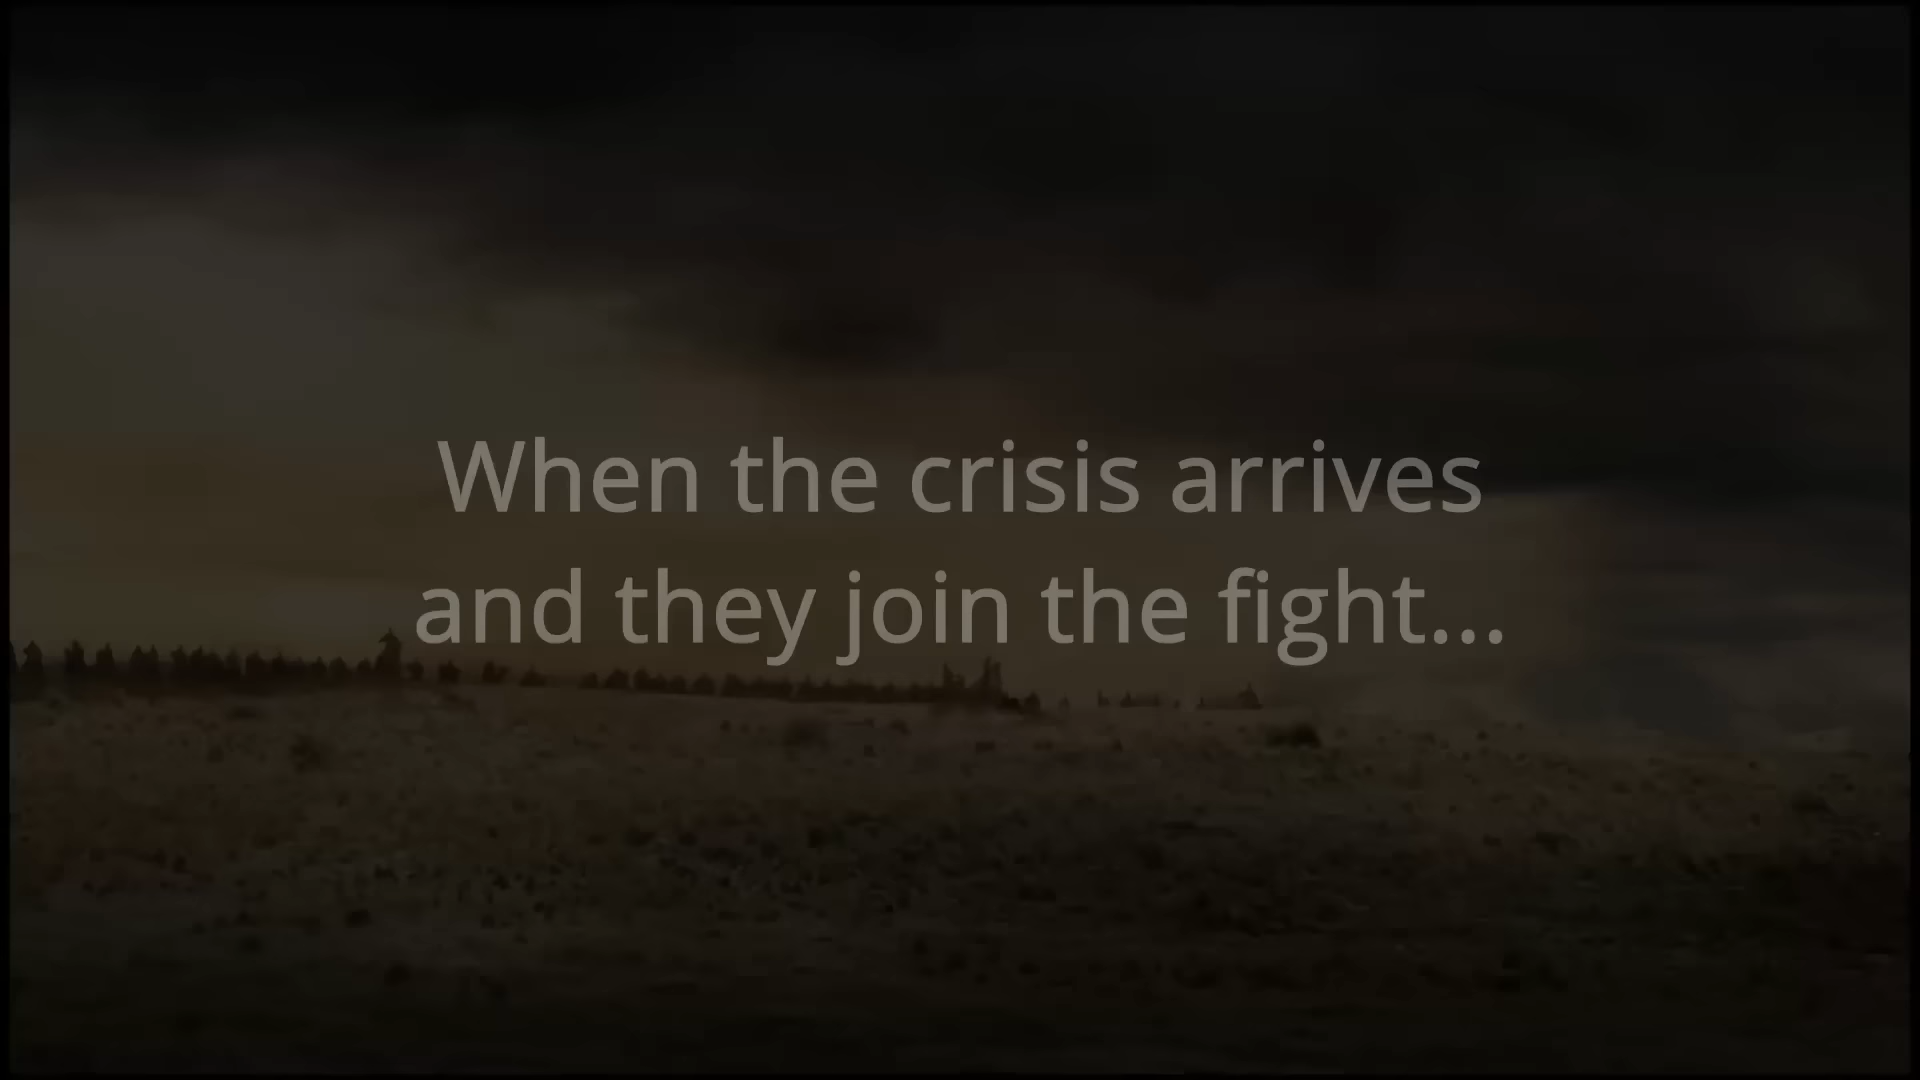 When the crisis arrives
and they join the fight...